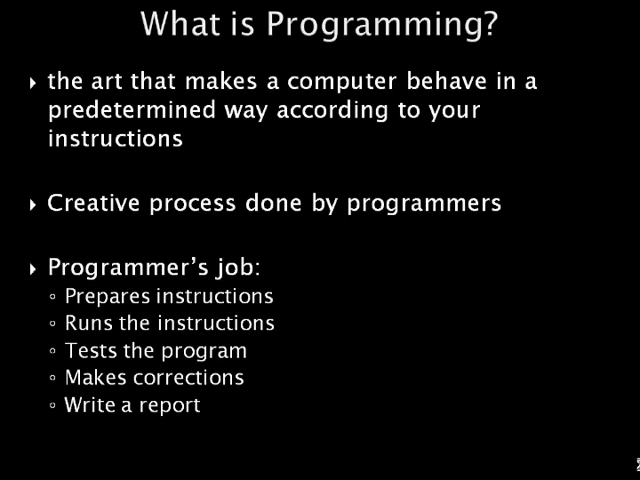 What is Programming?
the art that makes a computer behave in a
predetermined way according to your
instructions
Creative process done by programmers
Programmer's job:
Prepares instructions
Runs the instructions
Tests the program
Makes corrections
Write a report